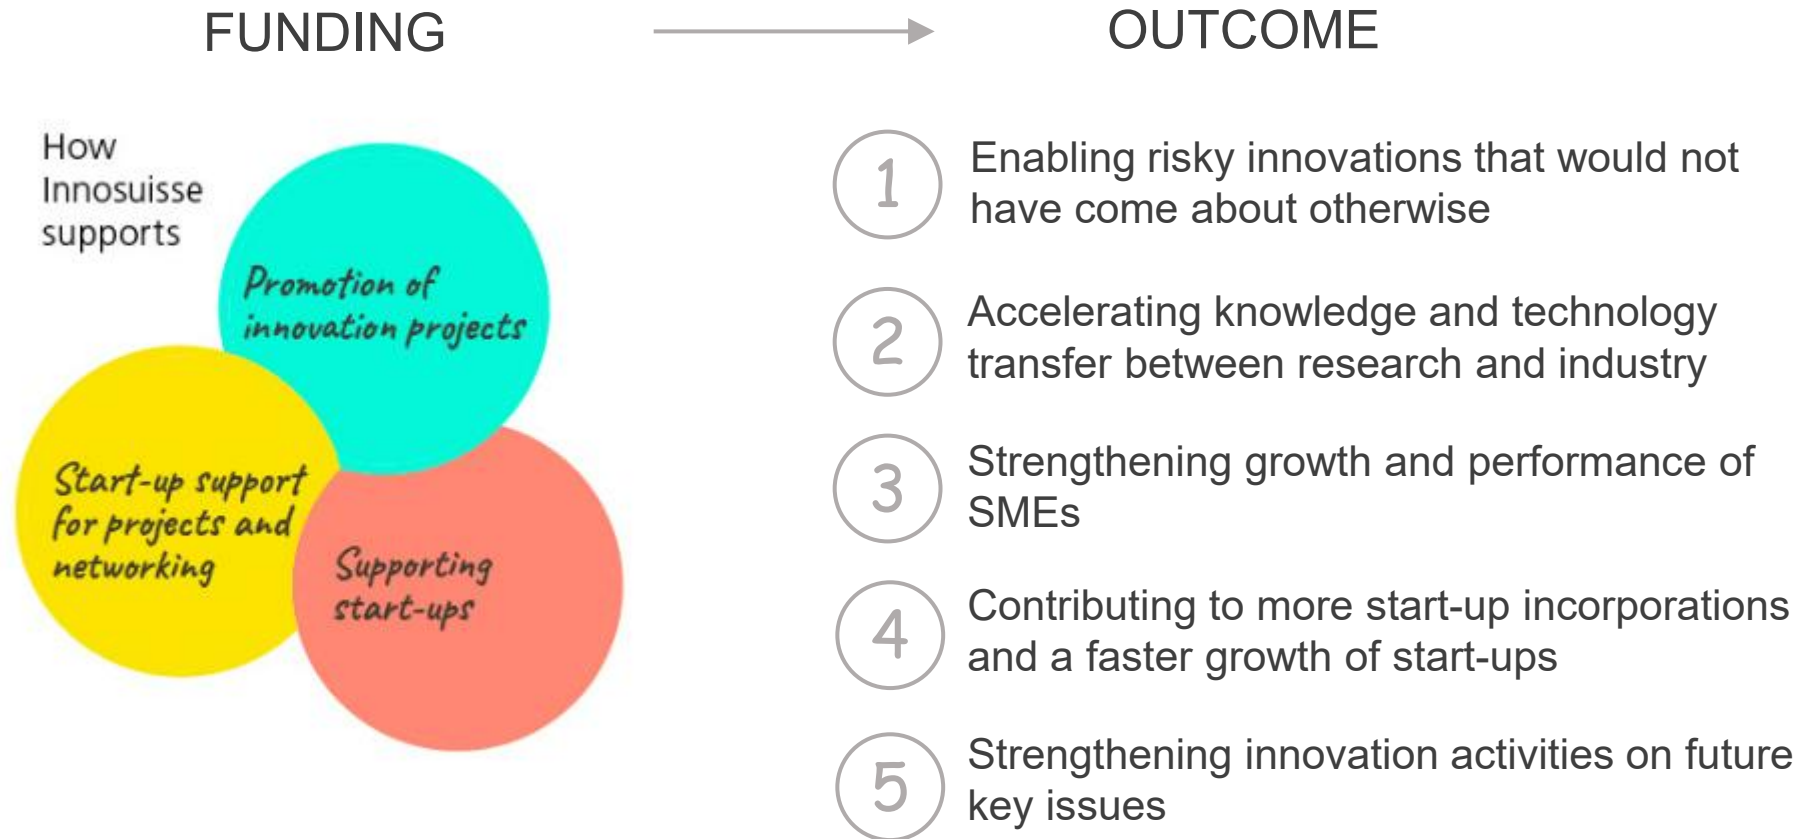 FUNDING
OUTCOME
How
Innosuisse
supports
Promotion of
innovation projects
Start-up support
for projects and
networking
Supporting
start-ups
1
Enabling risky innovations that would not
have come about otherwise
2
Accelerating knowledge and technology
transfer between research and industry
3
Strengthening growth and performance of
SMEs
4
Contributing to more start-up incorporations
and a faster growth of start-ups
5
Strengthening innovation activities on future
key issues